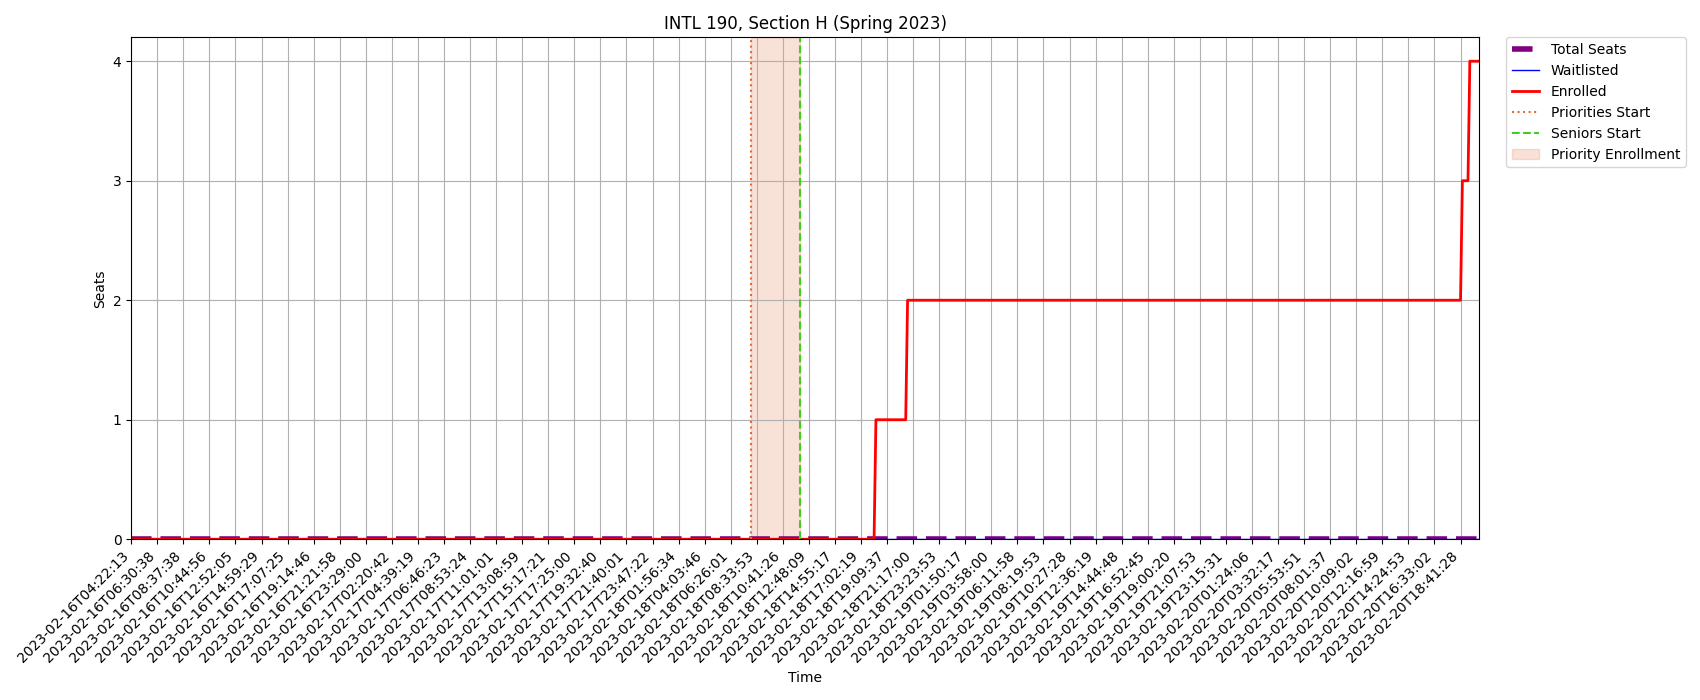 INTL 190, Section H (Spring 2023)
Total Seats
Waitlisted
Enrolled
Priorities Start
Seniors Start
Priority Enrollment
Seats
4
3
2
1
0
2023-02-16T04:22:13
2023-02-16T06:30:38
2023-02-16T08:37:38
2023-02-16T10:44:56
2023-02-16T12:52:05
2023-02-16T14:59:29
2023-02-16T17:07:25
2023-02-16T19:14:46
2023-02-16T21:21:58
2023-02-16T23:29:00
2023-02-17T02:20:42
2023-02-17T04:39:19
2023-02-17T06:46:23
2023-02-17T08:53:24
2023-02-17T11:01:01
2023-02-17T13:08:59
2023-02-17T15:17:21
2023-02-17T17:25:00
2023-02-17T19:32:40
2023-02-17T21:40:01
2023-02-17T23:47:22
2023-02-18T01:56:34
2023-02-18T04:03:46
2023-02-18T06:26:01
2023-02-18T08:33:53
2023-02-18T10:41:26
2023-02-18T12:48:09
2023-02-18T14:55:17
2023-02-18T17:02:19
2023-02-18T19:09:37
2023-02-18T21:17:00
2023-02-18T23:23:53
2023-02-19T01:50:17
2023-02-19T03:58:00
2023-02-19T06:11:58
2023-02-19T08:19:53
2023-02-19T10:27:28
2023-02-19T12:36:19
2023-02-19T14:44:48
2023-02-19T16:52:45
2023-02-19T19:00:20
2023-02-19T21:07:53
2023-02-19T23:15:31
2023-02-20T01:24:06
2023-02-20T03:32:17
2023-02-20T05:53:51
2023-02-20T08:01:37
2023-02-20T10:09:02
2023-02-20T12:16:59
2023-02-20T14:24:53
2023-02-20T16:33:02
2023-02-20T18:41:28
Time